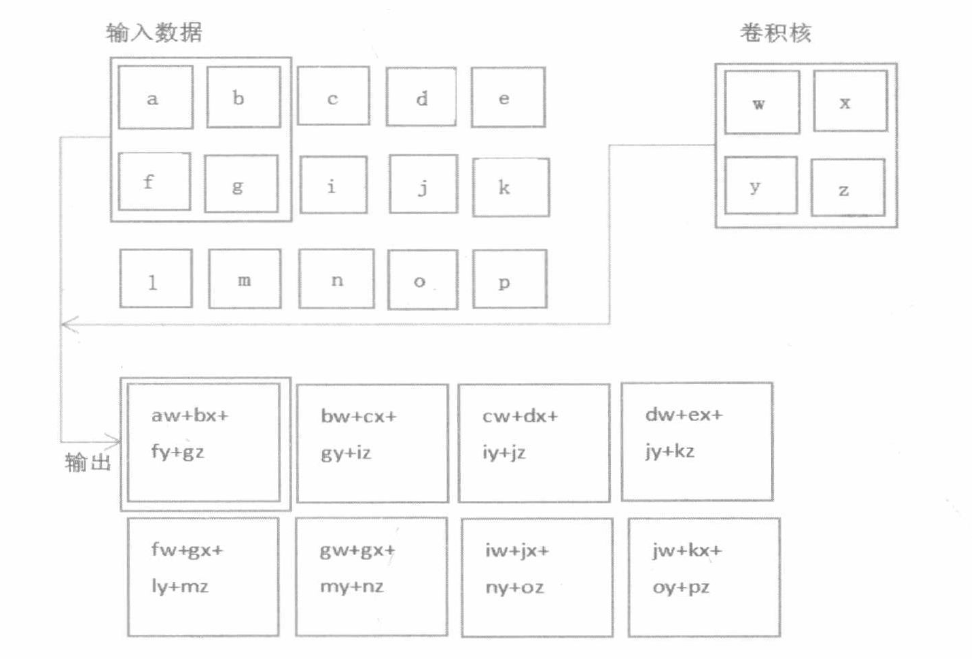 输入数据
卷积核
a b c d e
w x
f g i j k
y z
l m n o p
aw+bx+ bw+cx+ cw+dx+ dw+ex+
fy+gz gy+iz iy+jz jy+kz
输出
fw+gx+ gw+gx+ iw+jx+ jw+kx+
ly+mz my+nz ny+oz oy+pz